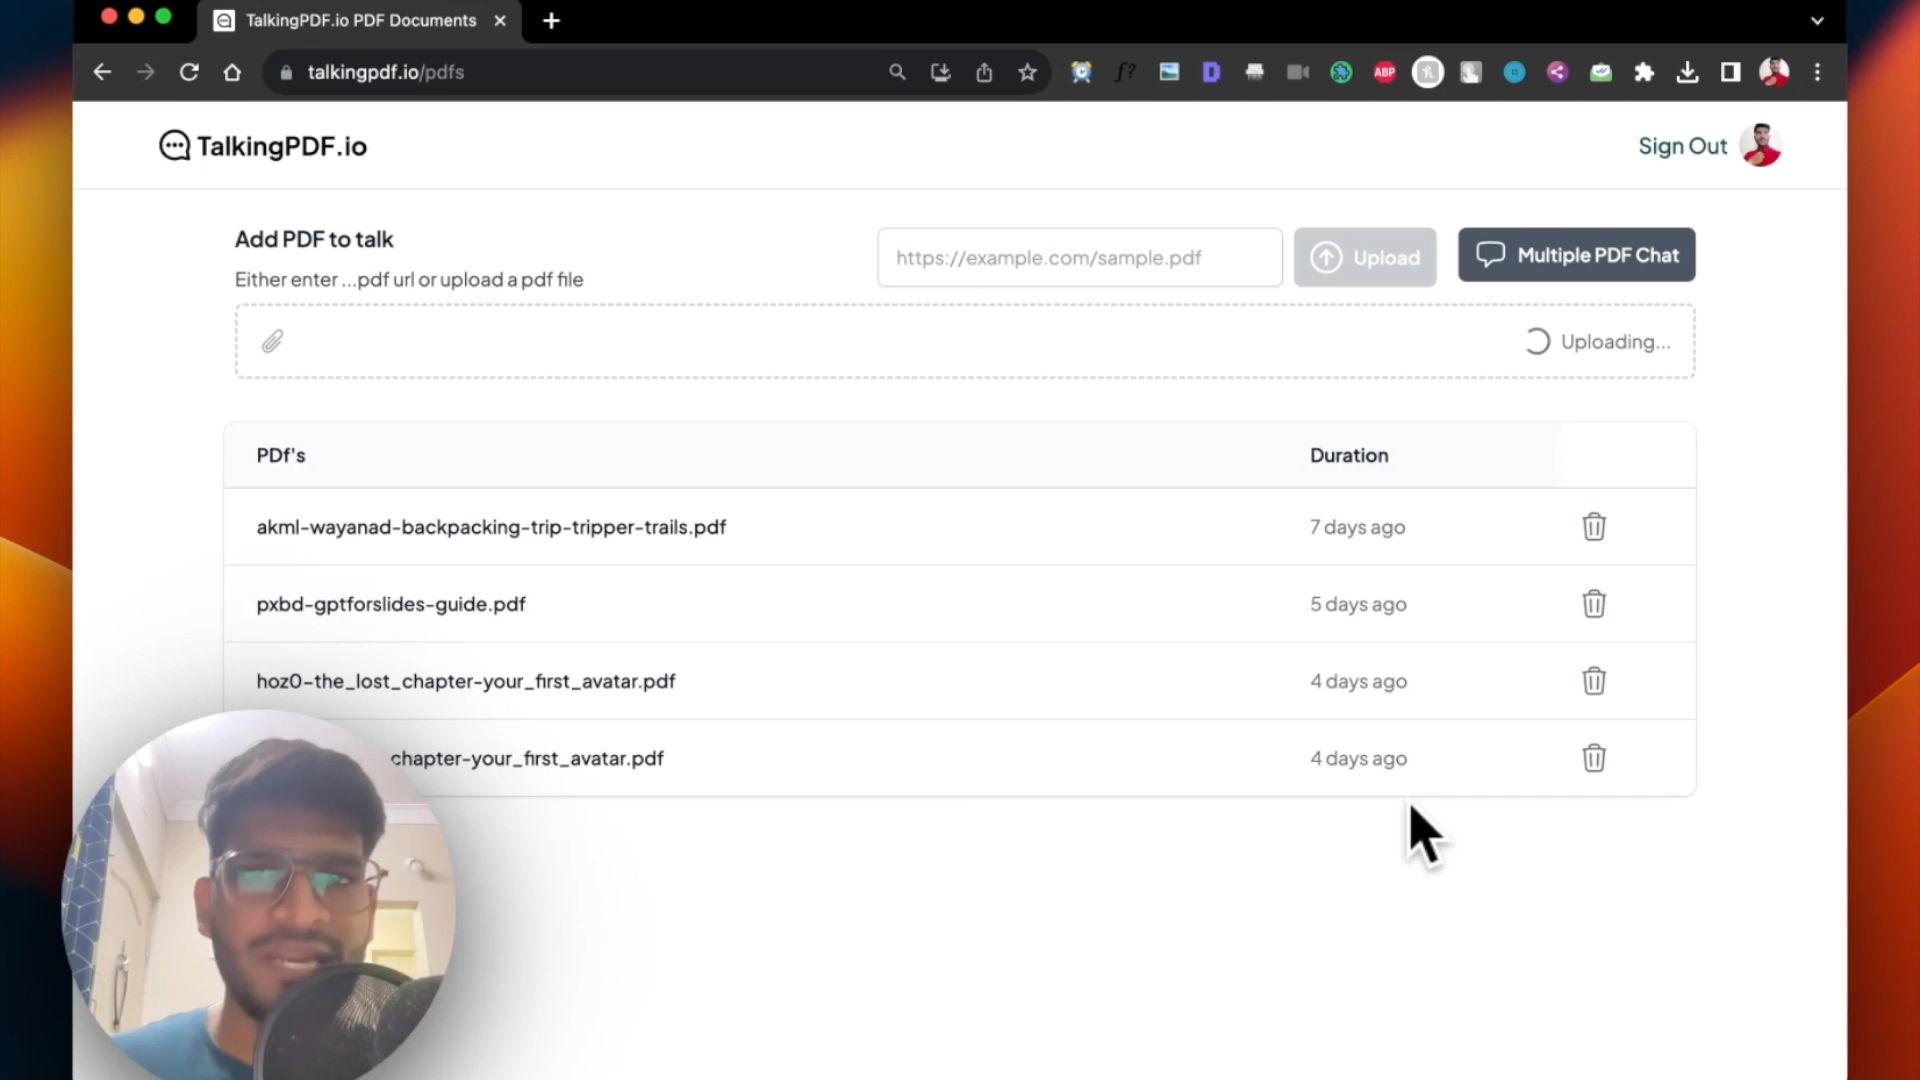 TalkingPDF.io PDF Documents
talkingpdf.io/pdfs
f?
D
ABP
TalkingPDF.io
Sign Out
Add PDF to talk
Either enter ...pdf url or upload a pdf file
https://example.com/sample.pdf
Upload
Multiple PDF Chat
Uploading...
PDf's
Duration
akml-wayanad-backpacking-trip-tripper-trails.pdf
7 days ago
pxbd-gptforslides-guide.pdf
5 days ago
hoz0-the_lost_chapter-your_first_avatar.pdf
4 days ago
chapter-your_first_avatar.pdf
4 days ago